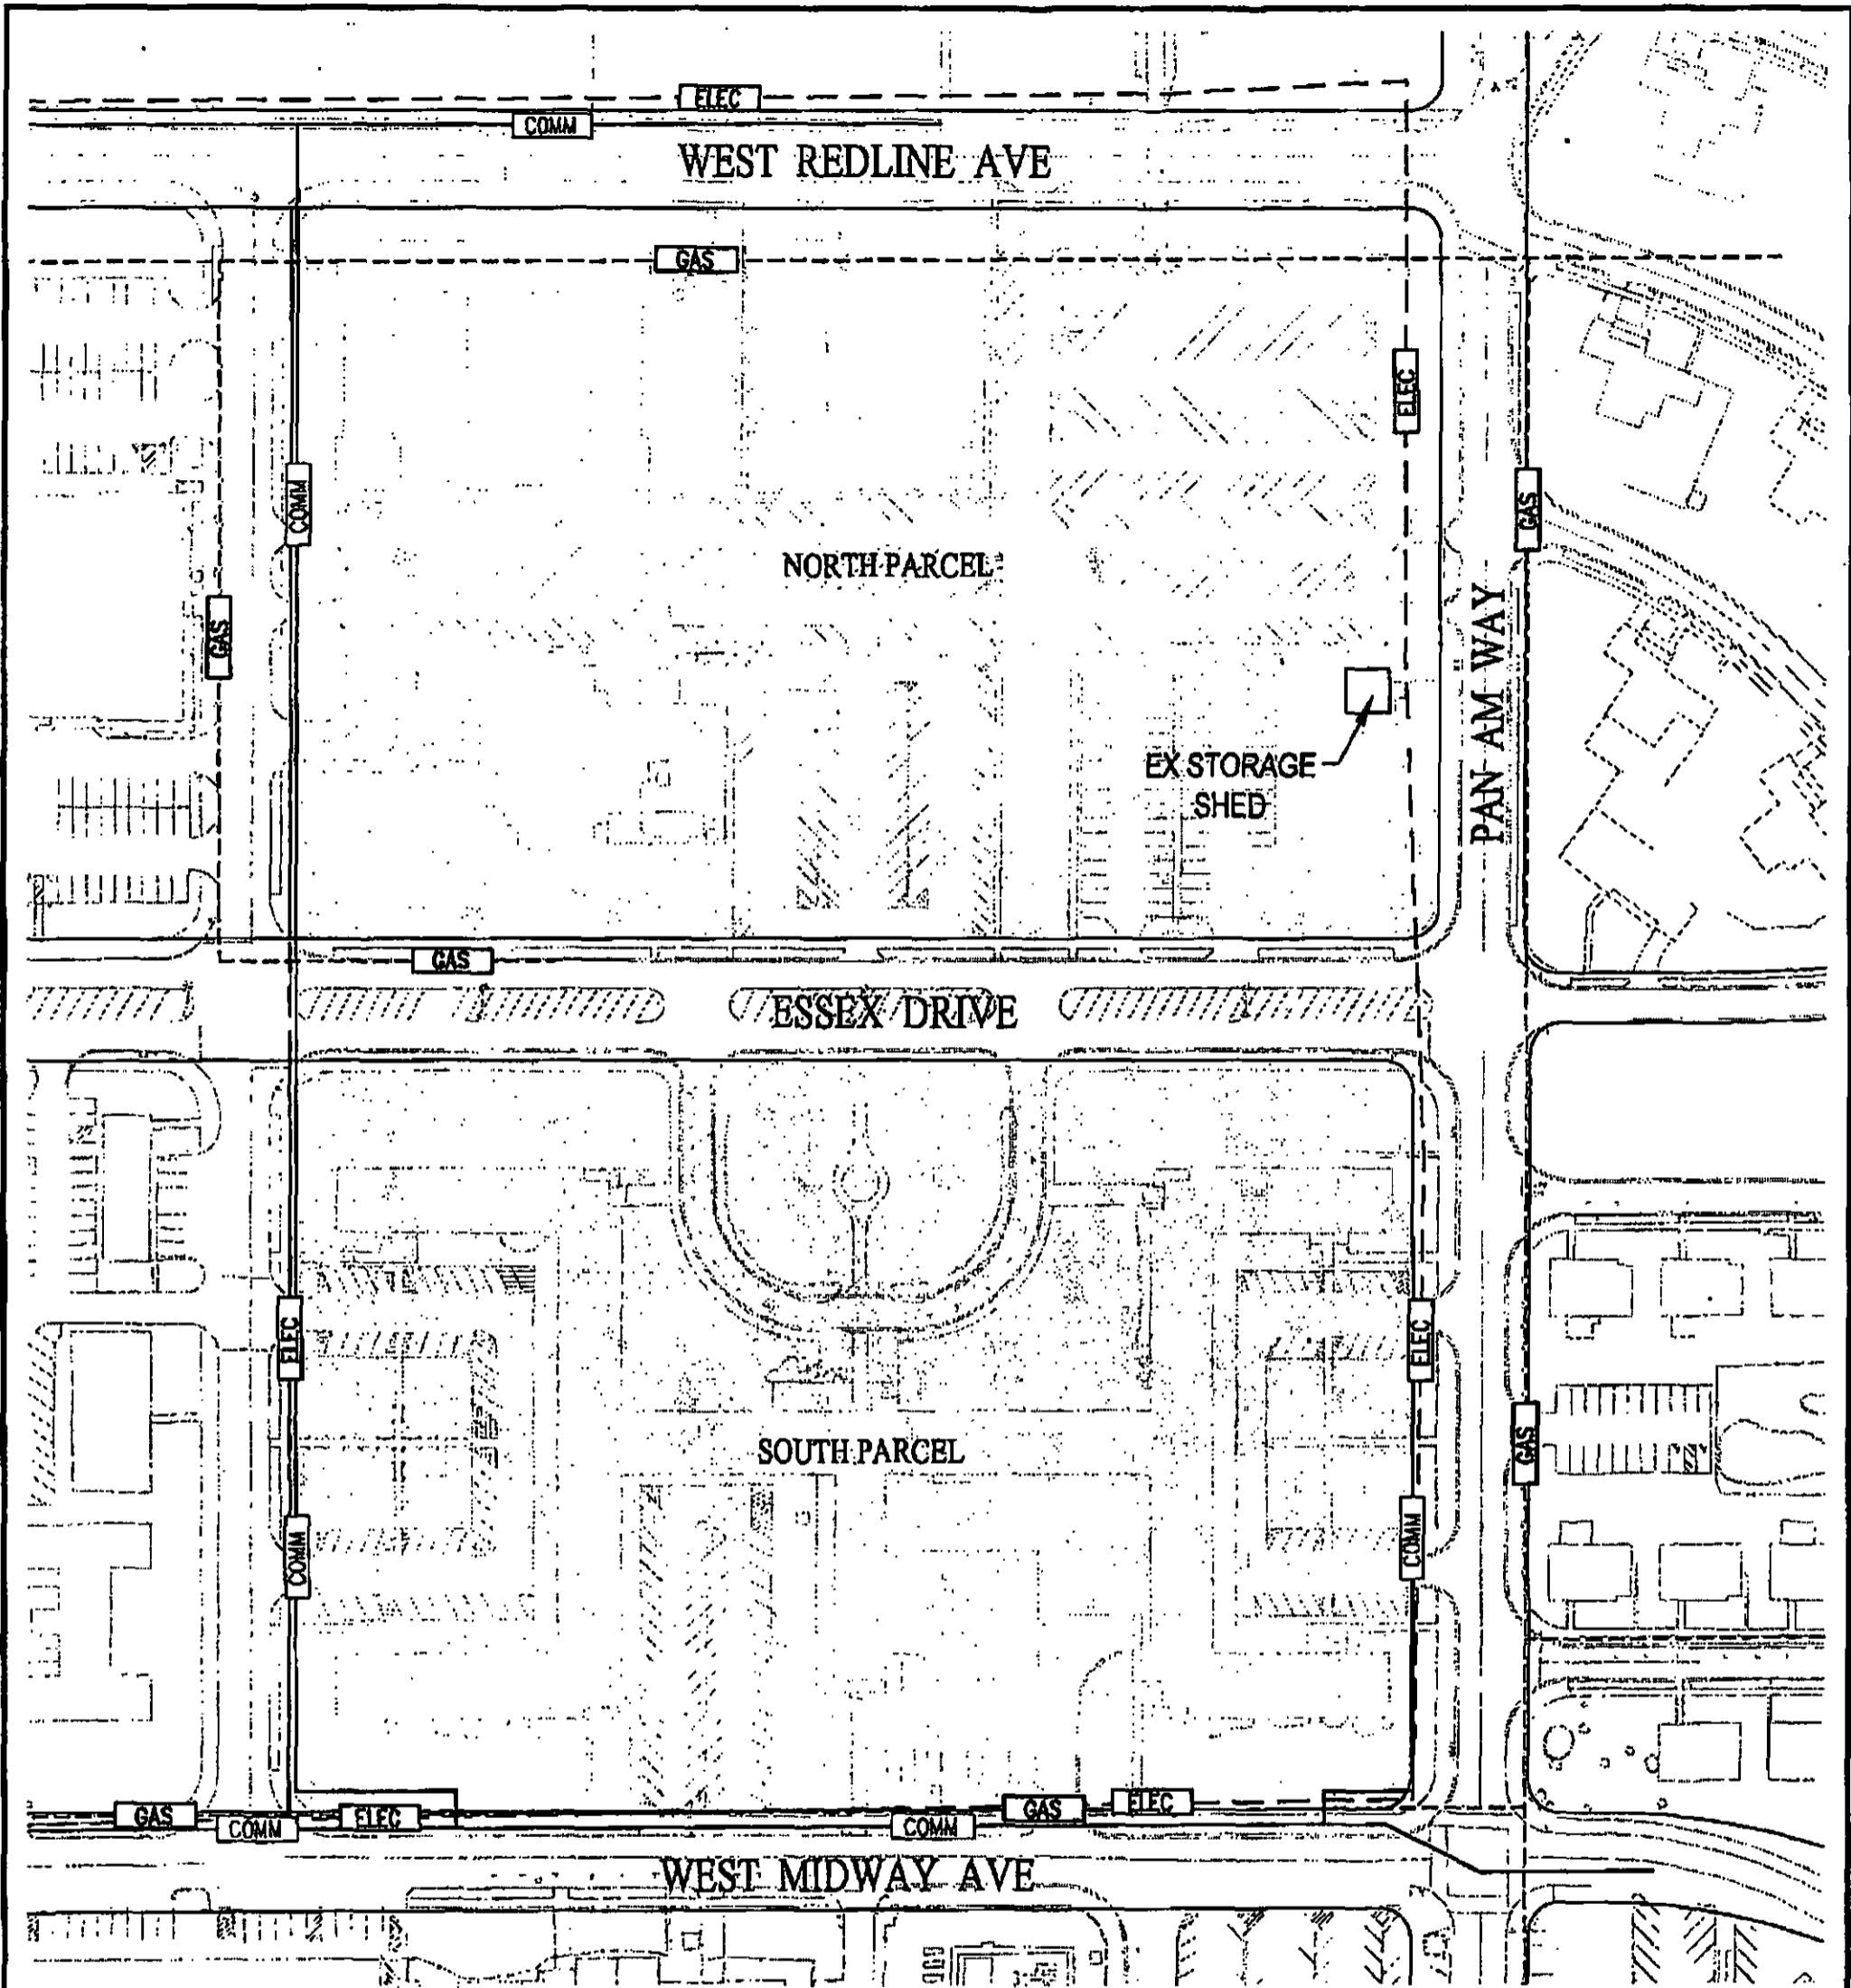 ELEC
COMM
WEST REDLINE AVE
GAS
ELEC
COMM
GAS
GAS
NORTH PARCEL
PAN AM WAY
EX STORAGE
SHED
GAS
ESSEX DRIVE
ELEC
ELEC
GAS
SOUTH PARCEL
COMM
COMM
GAS
COMM
ELEC
COMM
GAS
ELEC
WEST MIDWAY AVE